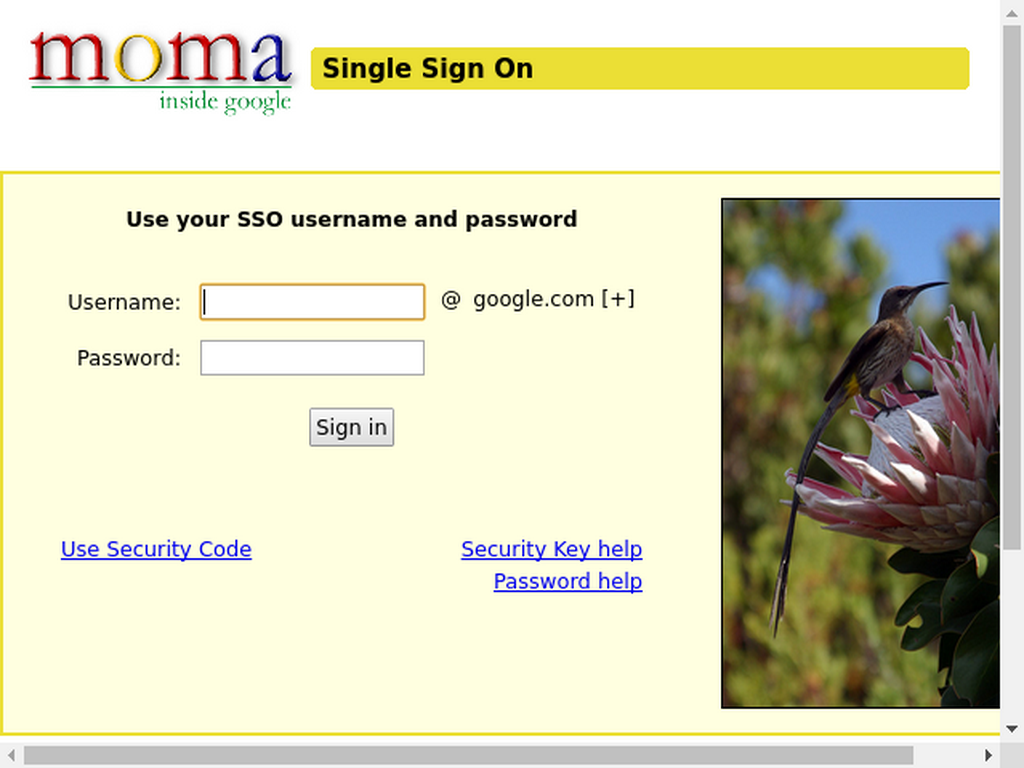 moma
inside google
Single Sign On
Use your SSO username and password
Username: @ google.com [+]
Password:
Sign in
Use Security Code
Security Key help
Password help